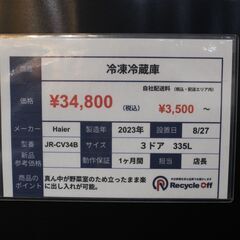 冷凍冷蔵庫
自社配送料 (税込・配送エリア内)
価格 ¥34,800 (税込) ¥3,500 ～
メーカー Haier 製造年 2023年 設置日 8/27
型番 JR-CV34B サイズ 3ドア 335L
新品参考価格 動作保証 1ヶ月間 担当 店長
商品のポイント 真ん中が野菜室のため立ったまま楽に出し入れが可能。
Recycle Off